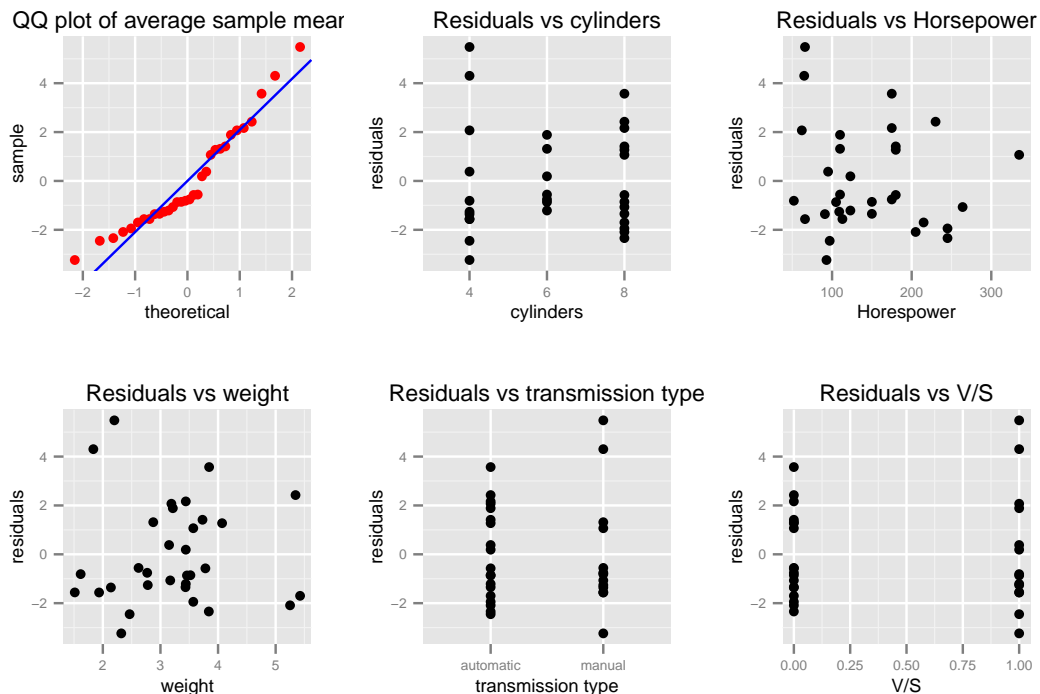 QQ plot of average sample mear
sample
4
2
0
−2
−2
−1
0
1
2
theoretical
Residuals vs cylinders
residuals
4
2
0
−2
4
6
8
cylinders
Residuals vs Horsepower
residuals
4
2
0
−2
100
200
300
Horespower
Residuals vs weight
residuals
4
2
0
−2
2
3
4
5
weight
Residuals vs transmission type
residuals
4
2
0
−2
automatic
manual
transmission type
Residuals vs V/S
residuals
4
2
0
−2
0.00
0.25
0.50
0.75
1.00
V/S